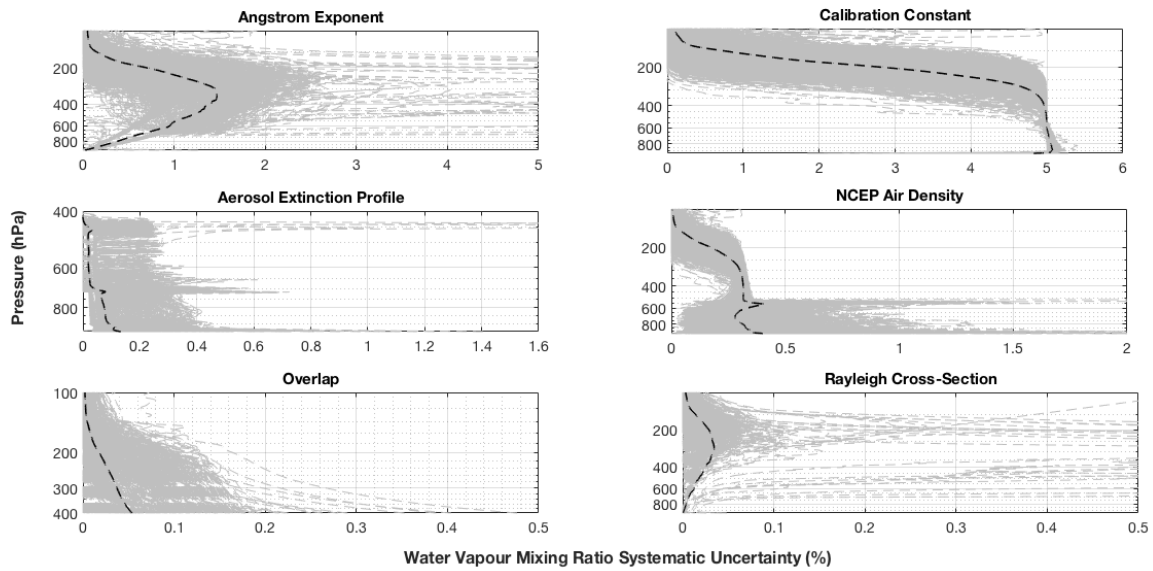 Angstrom Exponent
200
400
600
800
0 1 2 3 4 5
Calibration Constant
200
400
600
800
0 1 2 3 4 5 6
Pressure (hPa)
Aerosol Extinction Profile
400
600
800
0 0.2 0.4 0.6 0.8 1 1.2 1.4 1.6
NCEP Air Density
200
400
600
800
0 0.5 1 1.5 2
Overlap
100
200
300
400
0 0.1 0.2 0.3 0.4 0.5
Rayleigh Cross-Section
200
400
600
0 0.1 0.2 0.3 0.4 0.5
Water Vapour Mixing Ratio Systematic Uncertainty (%)